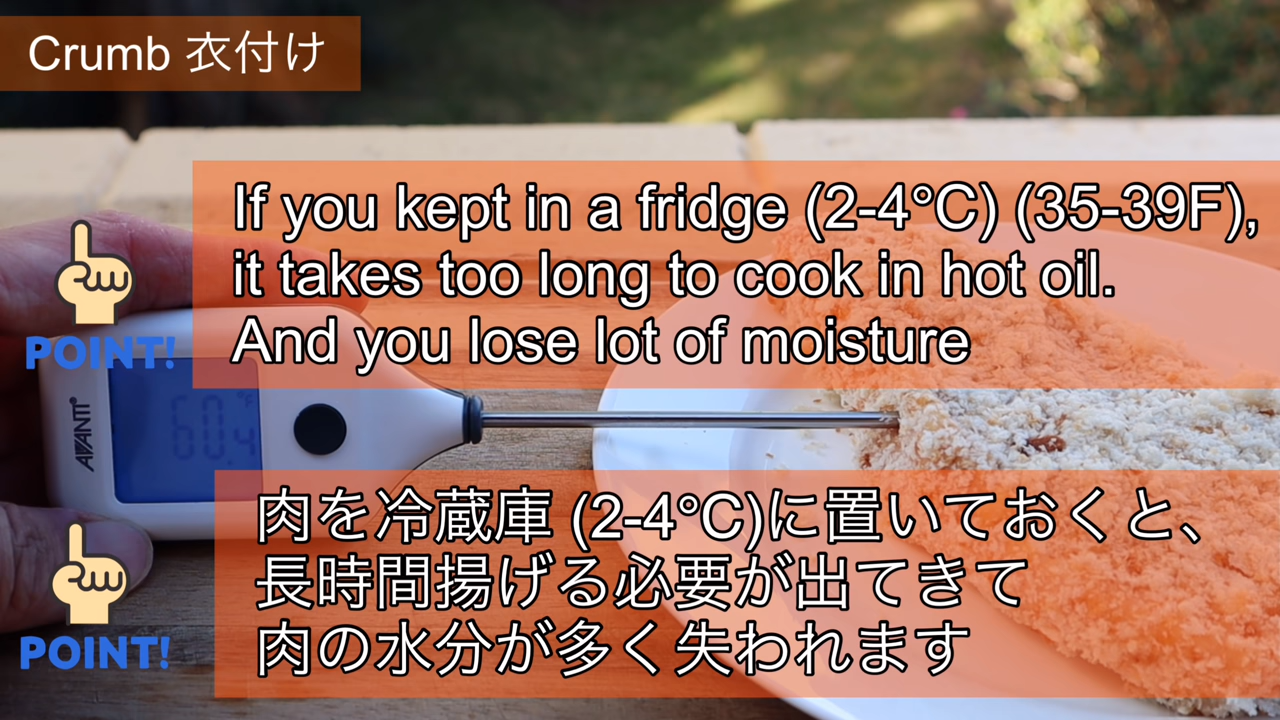 Crumb 衣付け
If you kept in a fridge (2-4°C) (35-39F),
it takes too long to cook in hot oil.
And you lose lot of moisture
POINT!
AVANTI
60.4
°F
肉を冷蔵庫 (2-4°C)に置いておくと、
長時間揚げる必要が出てきて
肉の水分が多く失われます
POINT!